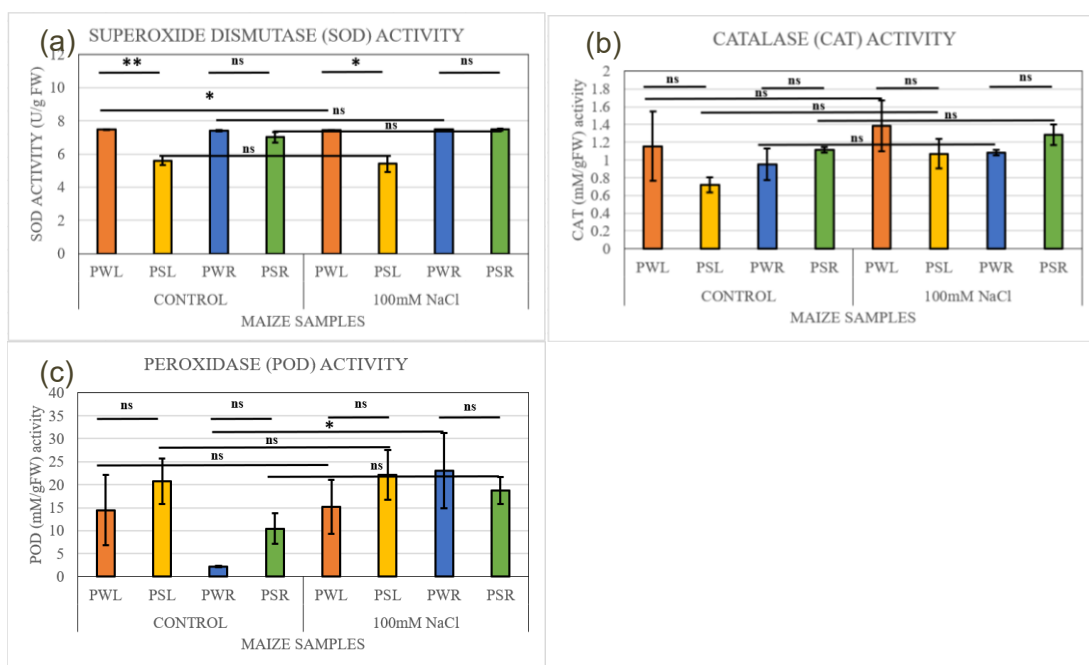 (a)
SUPEROXIDE DISMUTASE (SOD) ACTIVITY
12
10
8
6
4
2
0
SOD ACTIVITY (U/g FW)
**
ns
*
ns
*
ns
ns
ns
PWL PSL PWR PSR PWL PSL PWR PSR
CONTROL 100mM NaCl
MAIZE SAMPLES
(b)
CATALASE (CAT) ACTIVITY
2
1.8
1.6
1.4
1.2
1
0.8
0.6
0.4
0.2
0
CAT (mM/gFW) activity
ns
ns
ns
ns
ns
ns
ns
ns
PWL PSL PWR PSR PWL PSL PWR PSR
CONTROL 100mM NaCl
MAIZE SAMPLES
(c)
PEROXIDASE (POD) ACTIVITY
40
35
30
25
20
15
10
5
0
POD (mM/gFW) activity
ns
ns
ns
ns
*
ns
ns
ns
PWL PSL PWR PSR PWL PSL PWR PSR
CONTROL 100mM NaCl
MAIZE SAMPLES